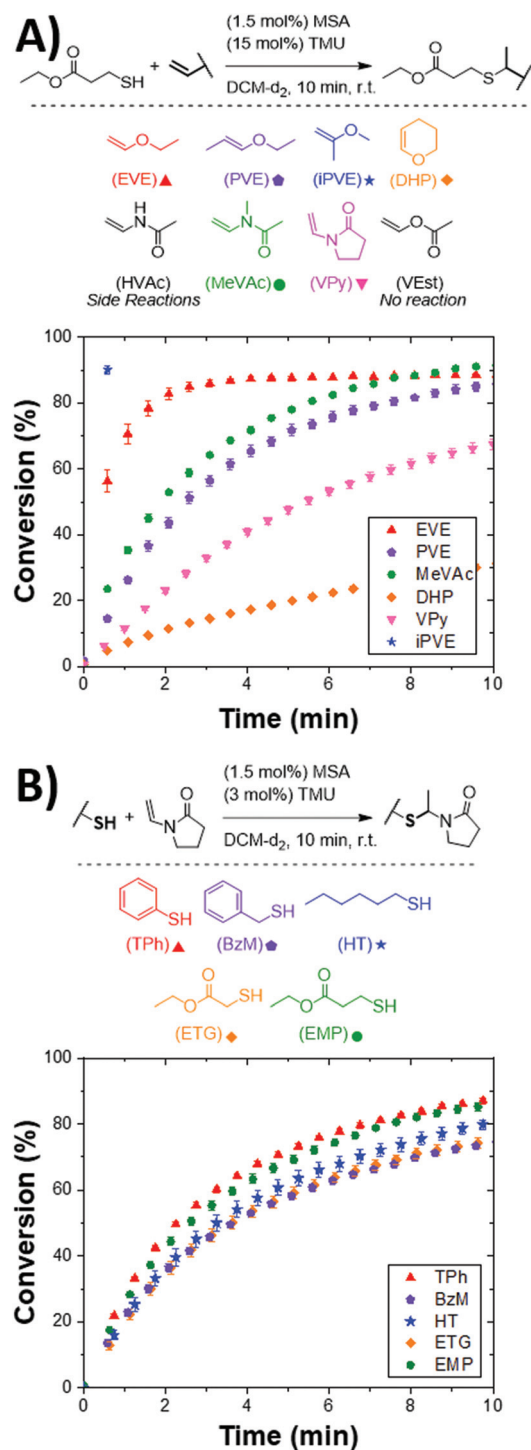 A)
(1.5 mol%) MSA
(15 mol%) TMU
O
O
SH
+
DCM-d₂, 10 min, r.t.
O
O
S
O
(EVE)
O
(PVE)
O
(iPVE)
O
(DHP)
H
N
O
(HVAc)
Side Reactions
N
O
(MeVAc)
O
N
(VPy)
O
O
(VEst)
No reaction
Conversion (%)
100
80
60
40
20
0
EVE
PVE
MeVAc
DHP
VPy
iPVE
0 2 4 6 8 10
Time (min)
B)
SH
+
N
O
(1.5 mol%) MSA
(3 mol%) TMU
DCM-d₂, 10 min, r.t.
S
N
O
SH
(TPh)
SH
(BzM)
SH
(HT)
O
O
SH
(ETG)
O
O
SH
(EMP)
Conversion (%)
100
80
60
40
20
0
TPh
BzM
HT
ETG
EMP
0 2 4 6 8 10
Time (min)